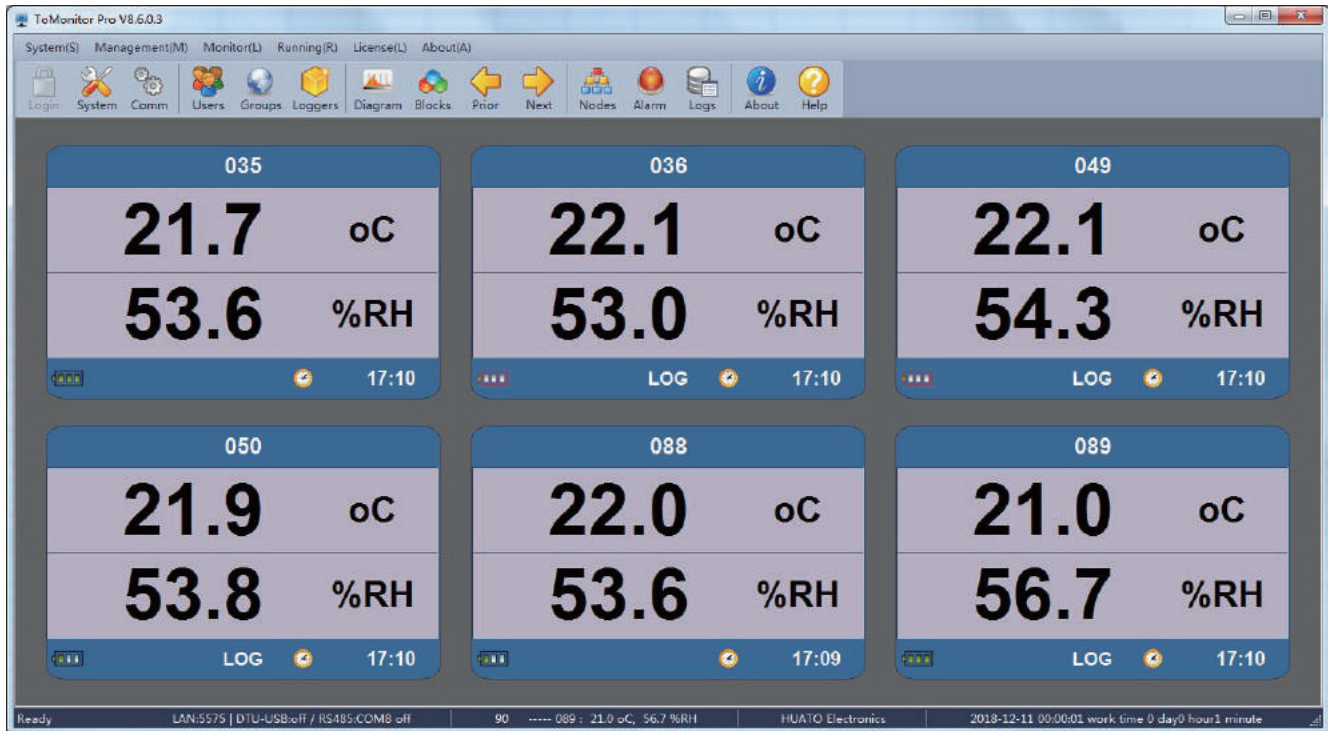 ToMonitor Pro V8.6.0.3
System(S) Management(M) Monitor(L) Running(R) License(L) About(A)
Login System Comm Users Groups Loggers Diagram Blocks Prior Next Nodes Alarm Logs About Help
035 036 049
21.7 oC 22.1 oC 22.1 oC
53.6 %RH 53.0 %RH 54.3 %RH
17:10 LOG 17:10 LOG 17:10
050 088 089
21.9 oC 22.0 oC 21.0 oC
53.8 %RH 53.6 %RH 56.7 %RH
LOG 17:10 17:09 LOG 17:10
Ready LAN:5575 | DTU-USB:off / RS485:COM8 off 90 ----- 089 : 21.0 oC, 56.7 %RH HUATO Electronics 2018-12-11 00:00:01 work time 0 day0 hour1 minute